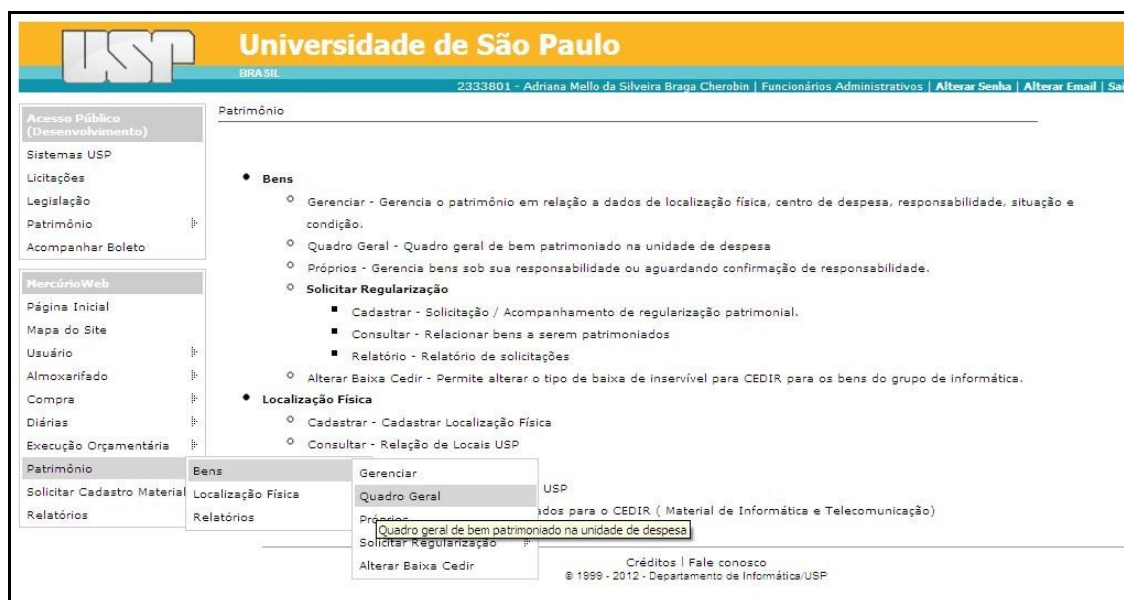 USP
Universidade de São Paulo
BRASIL
2333801 - Adriana Mello da Silveira Braga Cherobin | Funcionários Administrativos | Alterar Senha | Alterar Email | Sai
Acesso Público
(Desenvolvimento)
Sistemas USP
Licitações
Legislação
Patrimônio
Acompanhar Boleto
MercúrioWeb
Página Inicial
Mapa do Site
Usuário
Almoxarifado
Compra
Diárias
Execução Orçamentária
Patrimônio
Solicitar Cadastro Material
Relatórios
Bens
Localização Física
Relatórios
Gerenciar
Quadro Geral
Próprios
Quadro geral de bem patrimoniado na unidade de despesa
Solicitar Regularização
Alterar Baixa Cedir
Patrimônio
Bens
Gerenciar - Gerencia o patrimônio em relação a dados de localização física, centro de despesa, responsabilidade, situação e
condição.
Quadro Geral - Quadro geral de bem patrimoniado na unidade de despesa
Próprios - Gerencia bens sob sua responsabilidade ou aguardando confirmação de responsabilidade.
Solicitar Regularização
Cadastrar - Solicitação / Acompanhamento de regularização patrimonial.
Consultar - Relacionar bens a serem patrimoniados
Relatório - Relatório de solicitações
Alterar Baixa Cedir - Permite alterar o tipo de baixa de inservível para CEDIR para os bens do grupo de informática.
Localização Física
Cadastrar - Cadastrar Localização Física
Consultar - Relação de Locais USP
USP
ados para o CEDIR ( Material de Informática e Telecomunicação)
Créditos | Fale conosco
© 1999 - 2012 - Departamento de Informática/USP